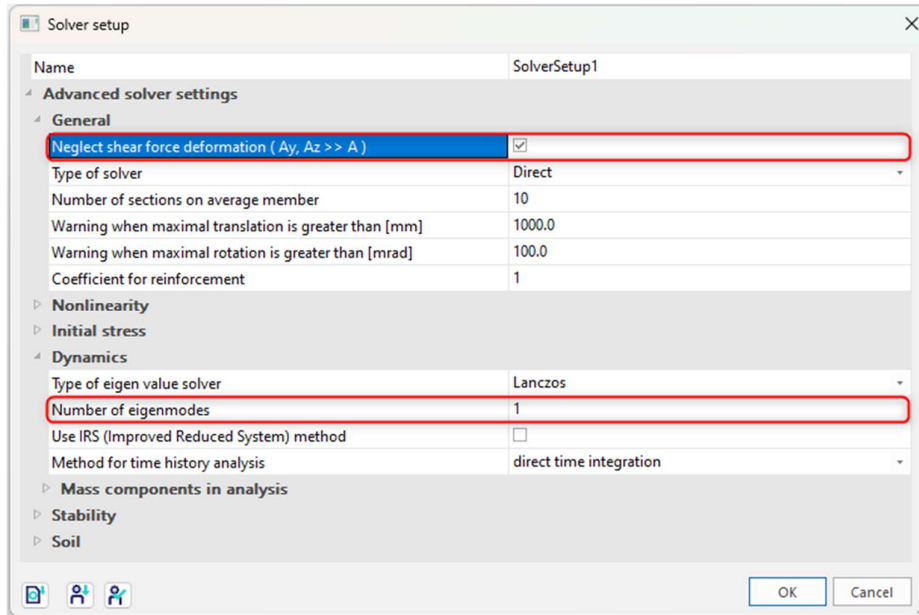 Solver setup
Name SolverSetup1
Advanced solver settings
General
Neglect shear force deformation ( Ay, Az >> A )
Type of solver Direct
Number of sections on average member 10
Warning when maximal translation is greater than [mm] 1000.0
Warning when maximal rotation is greater than [mrad] 100.0
Coefficient for reinforcement 1
Nonlinearity
Initial stress
Dynamics
Type of eigen value solver Lanczos
Number of eigenmodes 1
Use IRS (Improved Reduced System) method
Method for time history analysis direct time integration
Mass components in analysis
Stability
Soil
OK Cancel